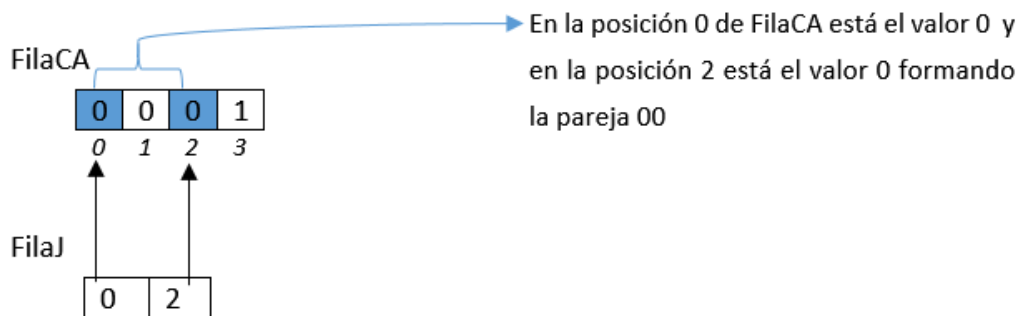 En la posición 0 de FilaCA está el valor 0 y
en la posición 2 está el valor 0 formando
la pareja 00
FilaCA
0 0 0 1
0 1 2 3
FilaJ
0 2